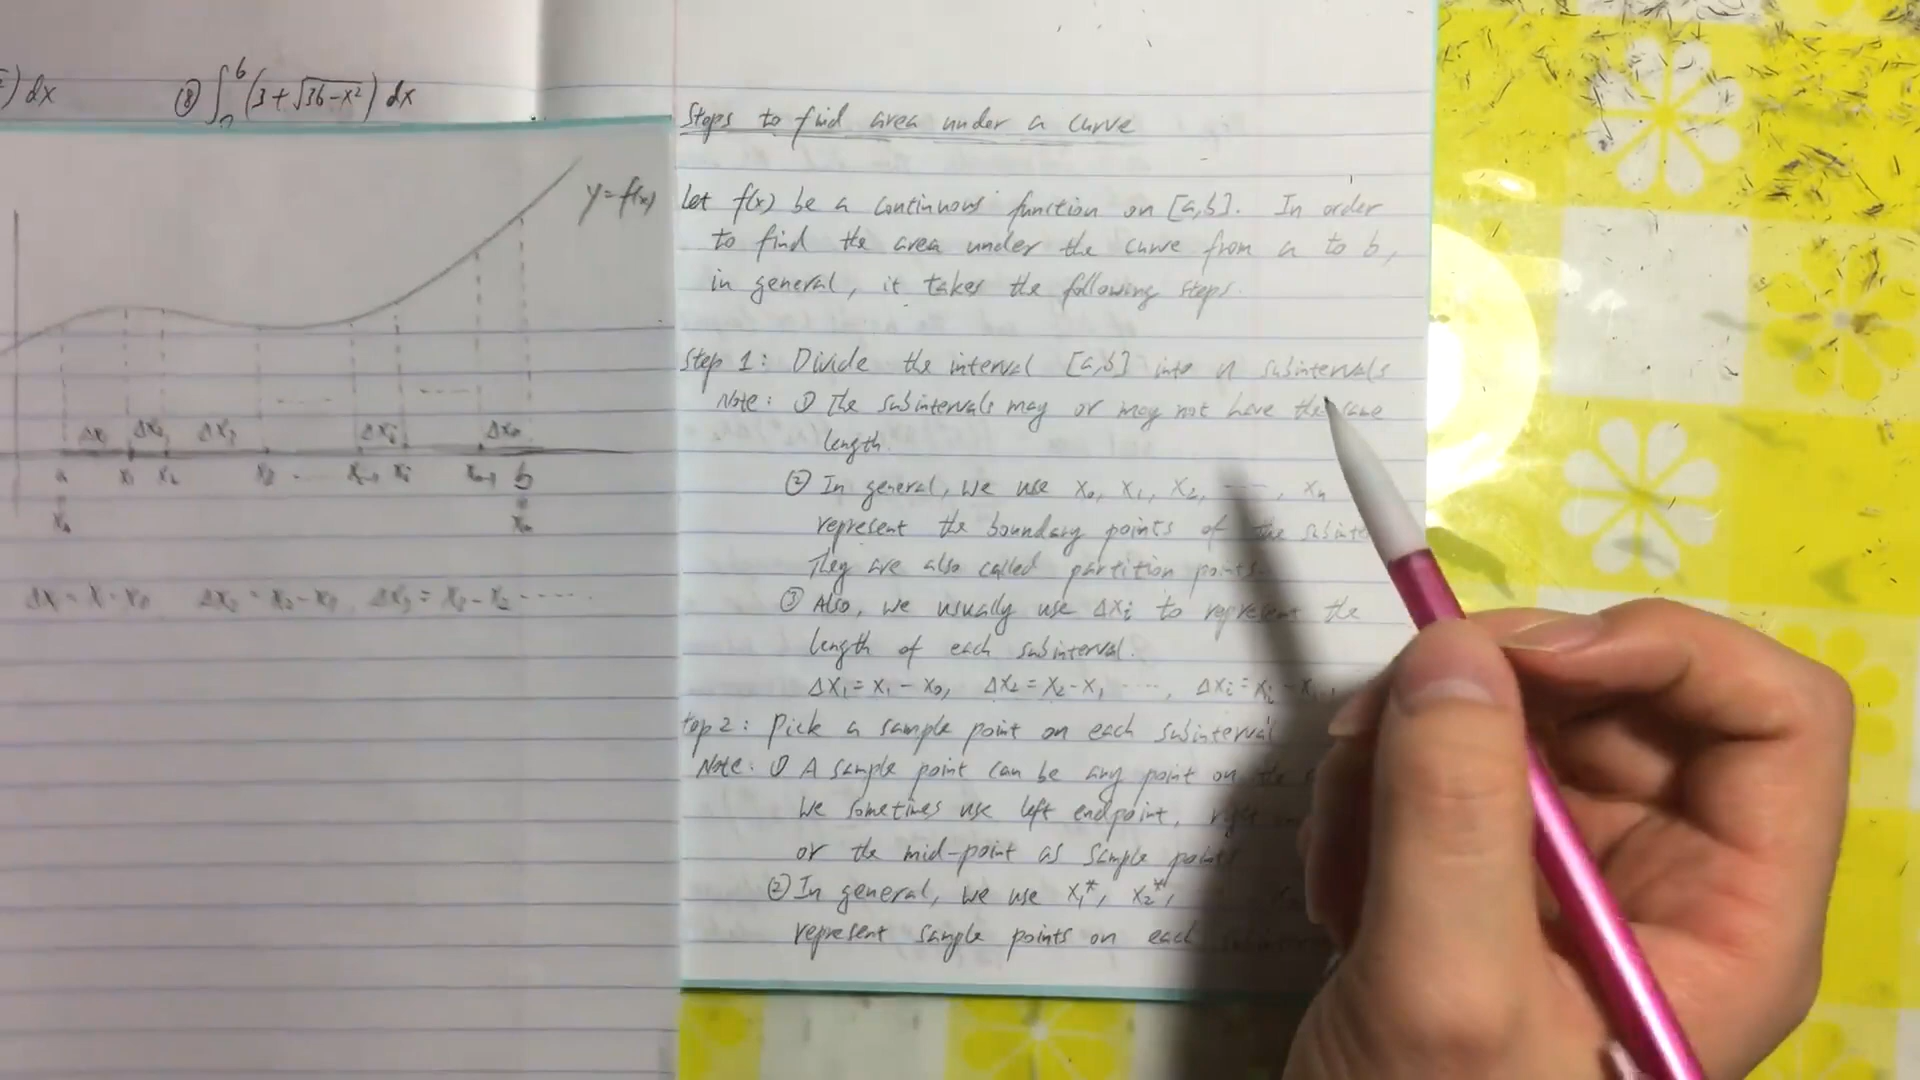 ) dx
⑧ ∫₀⁶ (3+√36-x²) dx
y=f(x)
Δx₂ Δx₃ Δxᵢ Δxₙ
a x₁ x₂ x₃ ..... xᵢ₋₁ xᵢ xₙ₋₁ b
x₀ xₙ
Δx₂ = x₂-x₁ Δx₃ = x₃-x₂ .....
Steps to find area under a curve
Let f(x) be a continuous function on [a,b]. In order
to find the area under the curve from a to b,
in general, it takes the following steps.
Step 1: Divide the interval [a,b] into n subintervals
Note: ① The subintervals may or may not have the same
length.
② In general, we use x₀, x₁, x₂, ----, xₙ
represent the boundary points of the
They are also called partition points.
③ Also, we usually use Δxᵢ to represent the
length of each subinterval.
Δx₁=x₁-x₀, Δx₂=x₂-x₁ ----, Δxᵢ=xᵢ-xᵢ₋₁
tep 2: Pick a sample point on each subinterval
Note: ① A sample point can be any point on the
We sometimes use left endpoint, right
or the mid-point as sample point
② In general, we use x₁*, x₂*,
represent sample points on each